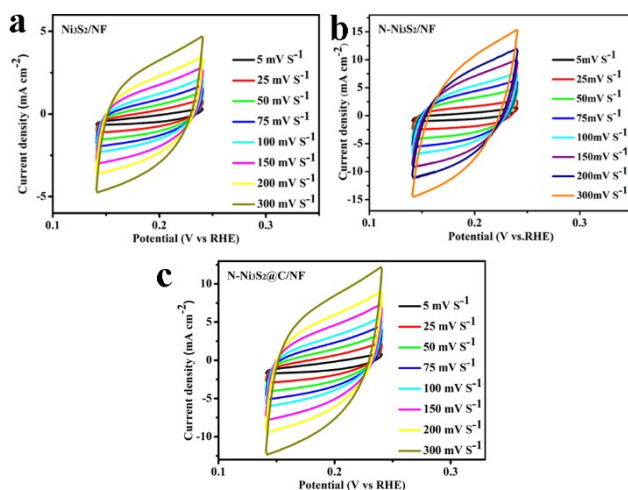 a
Ni₃S₂/NF
Current density (mA cm⁻²)
5
0
-5
0.1
0.2
0.3
Potential (V vs RHE)
5 mV S⁻¹
25 mV S⁻¹
50 mV S⁻¹
75 mV S⁻¹
100 mV S⁻¹
150 mV S⁻¹
200 mV S⁻¹
300 mV S⁻¹
b
N-Ni₃S₂/NF
Current density (mA cm⁻²)
15
10
5
0
-5
-10
-15
0.1
0.2
0.3
Potential (V vs.RHE)
5mV S⁻¹
25mV S⁻¹
50mV S⁻¹
75mV S⁻¹
100mV S⁻¹
150mV S⁻¹
200mV S⁻¹
300mV S⁻¹
c
N-Ni₃S₂@C/NF
Current density (mA cm⁻²)
10
5
0
-5
-10
0.1
0.2
0.3
Potential (V vs RHE)
5 mV S⁻¹
25 mV S⁻¹
50 mV S⁻¹
75 mV S⁻¹
100 mV S⁻¹
150 mV S⁻¹
200 mV S⁻¹
300 mV S⁻¹